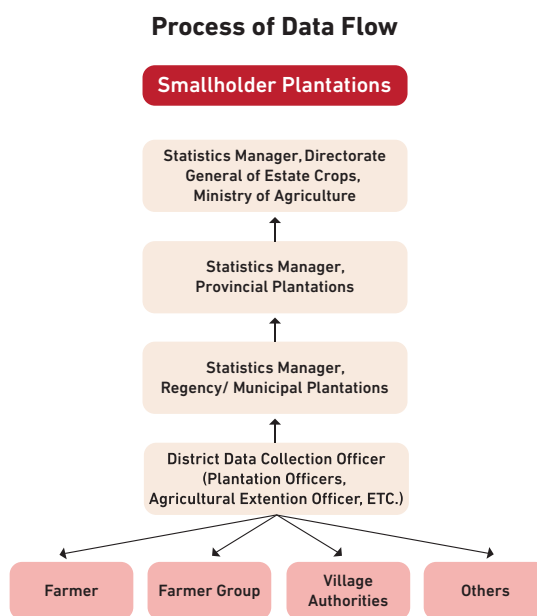 Process of Data Flow
Smallholder Plantations
Statistics Manager, Directorate
General of Estate Crops,
Ministry of Agriculture
Statistics Manager,
Provincial Plantations
Statistics Manager,
Regency/ Municipal Plantations
District Data Collection Officer
(Plantation Officers,
Agricultural Extention Officer, ETC.)
Farmer
Farmer Group
Village
Authorities
Others